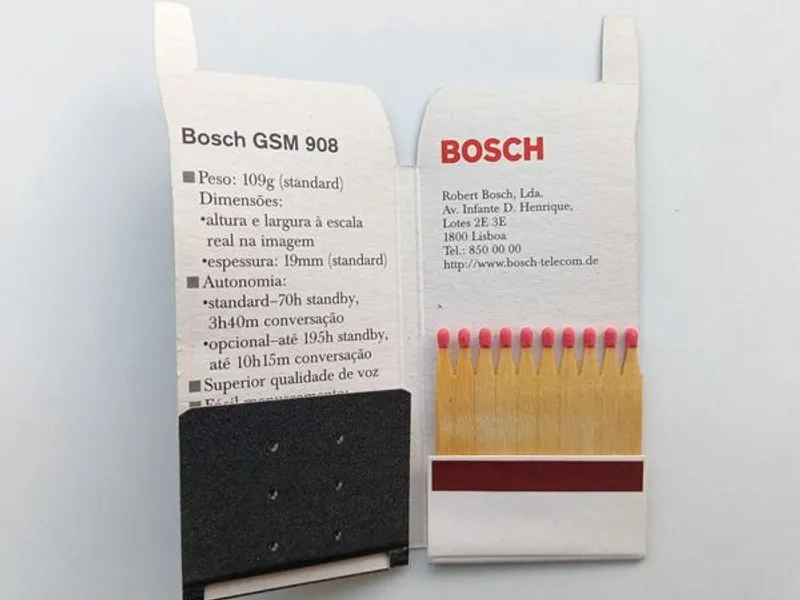 Bosch GSM 908
Peso: 109g (standard)
Dimensões:
•altura e largura à escala
real na imagem
•espessura: 19mm (standard)
Autonomia:
•standard–70h standby,
3h40m conversação
•opcional–até 195h standby,
até 10h15m conversação
Superior qualidade de voz
BOSCH
Robert Bosch, Lda.
Av. Infante D. Henrique,
Lotes 2E 3E
1800 Lisboa
Tel.: 850 00 00
http://www.bosch-telecom.de